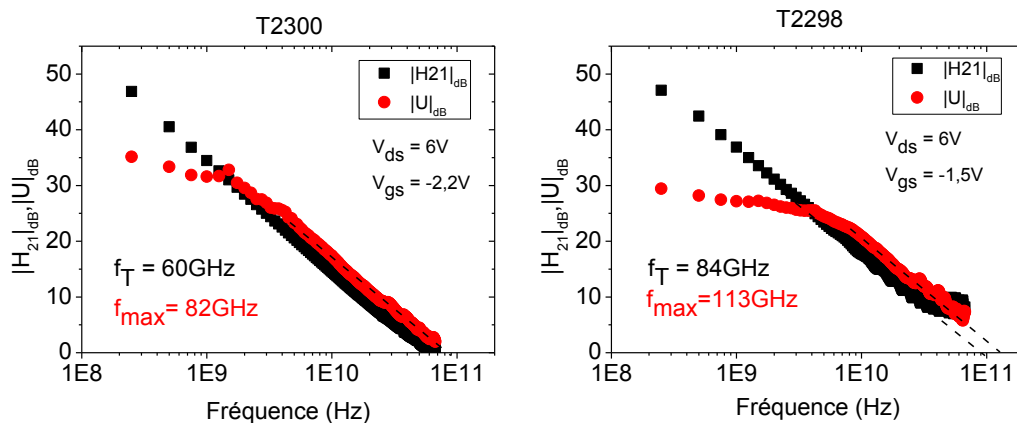 T2300
|H21|dB
|U|dB
Vds = 6V
Vgs = -2,2V
fT = 60GHz
fmax= 82GHz
|H21|dB,|U|dB
50
40
30
20
10
0
1E8 1E9 1E10 1E11
Fréquence (Hz)
T2298
|H21|dB
|U|dB
Vds = 6V
Vgs = -1,5V
fT = 84GHz
fmax=113GHz
|H21|dB,|U|dB
50
40
30
20
10
0
1E8 1E9 1E10 1E11
Fréquence (Hz)